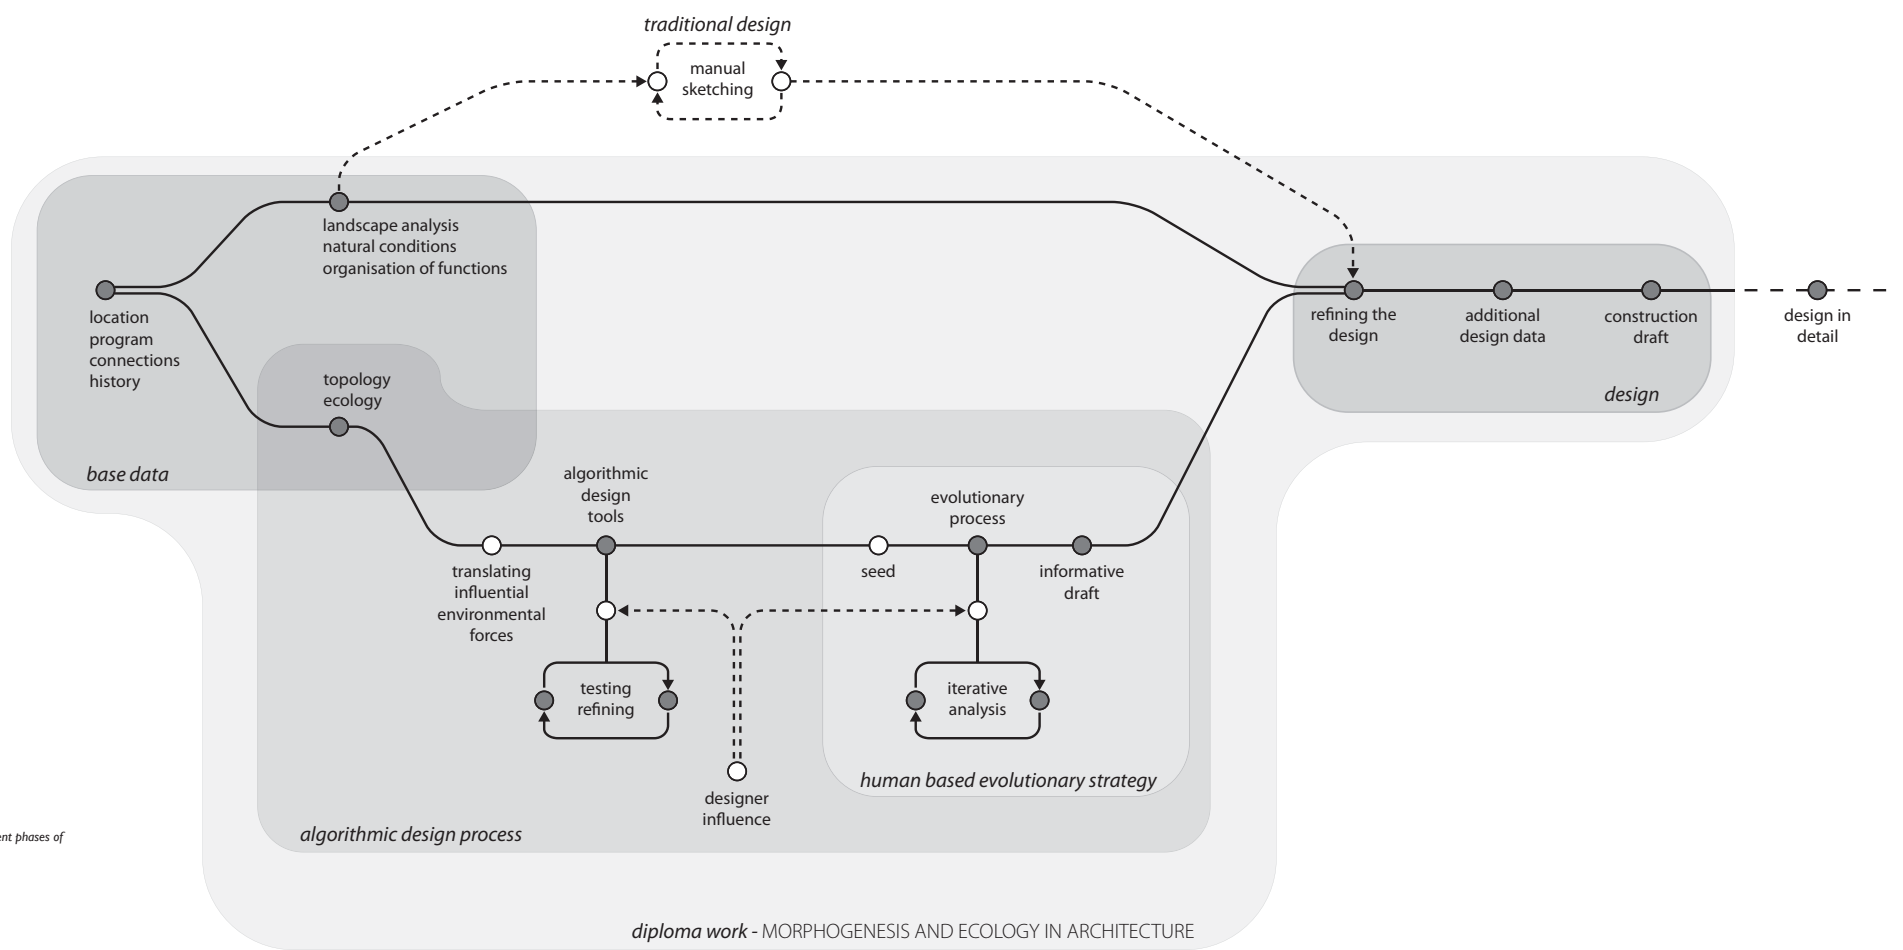 traditional design
manual
sketching
landscape analysis
natural conditions
organisation of functions
location
program
connections
history
topology
ecology
base data
refining the
design
additional
design data
construction
draft
design in
detail
design
algorithmic
design
tools
evolutionary
process
translating
influential
environmental
forces
seed
informative
draft
testing
refining
iterative
analysis
designer
influence
human based evolutionary strategy
algorithmic design process
ent phases of
diploma work - MORPHOGENESIS AND ECOLOGY IN ARCHITECTURE